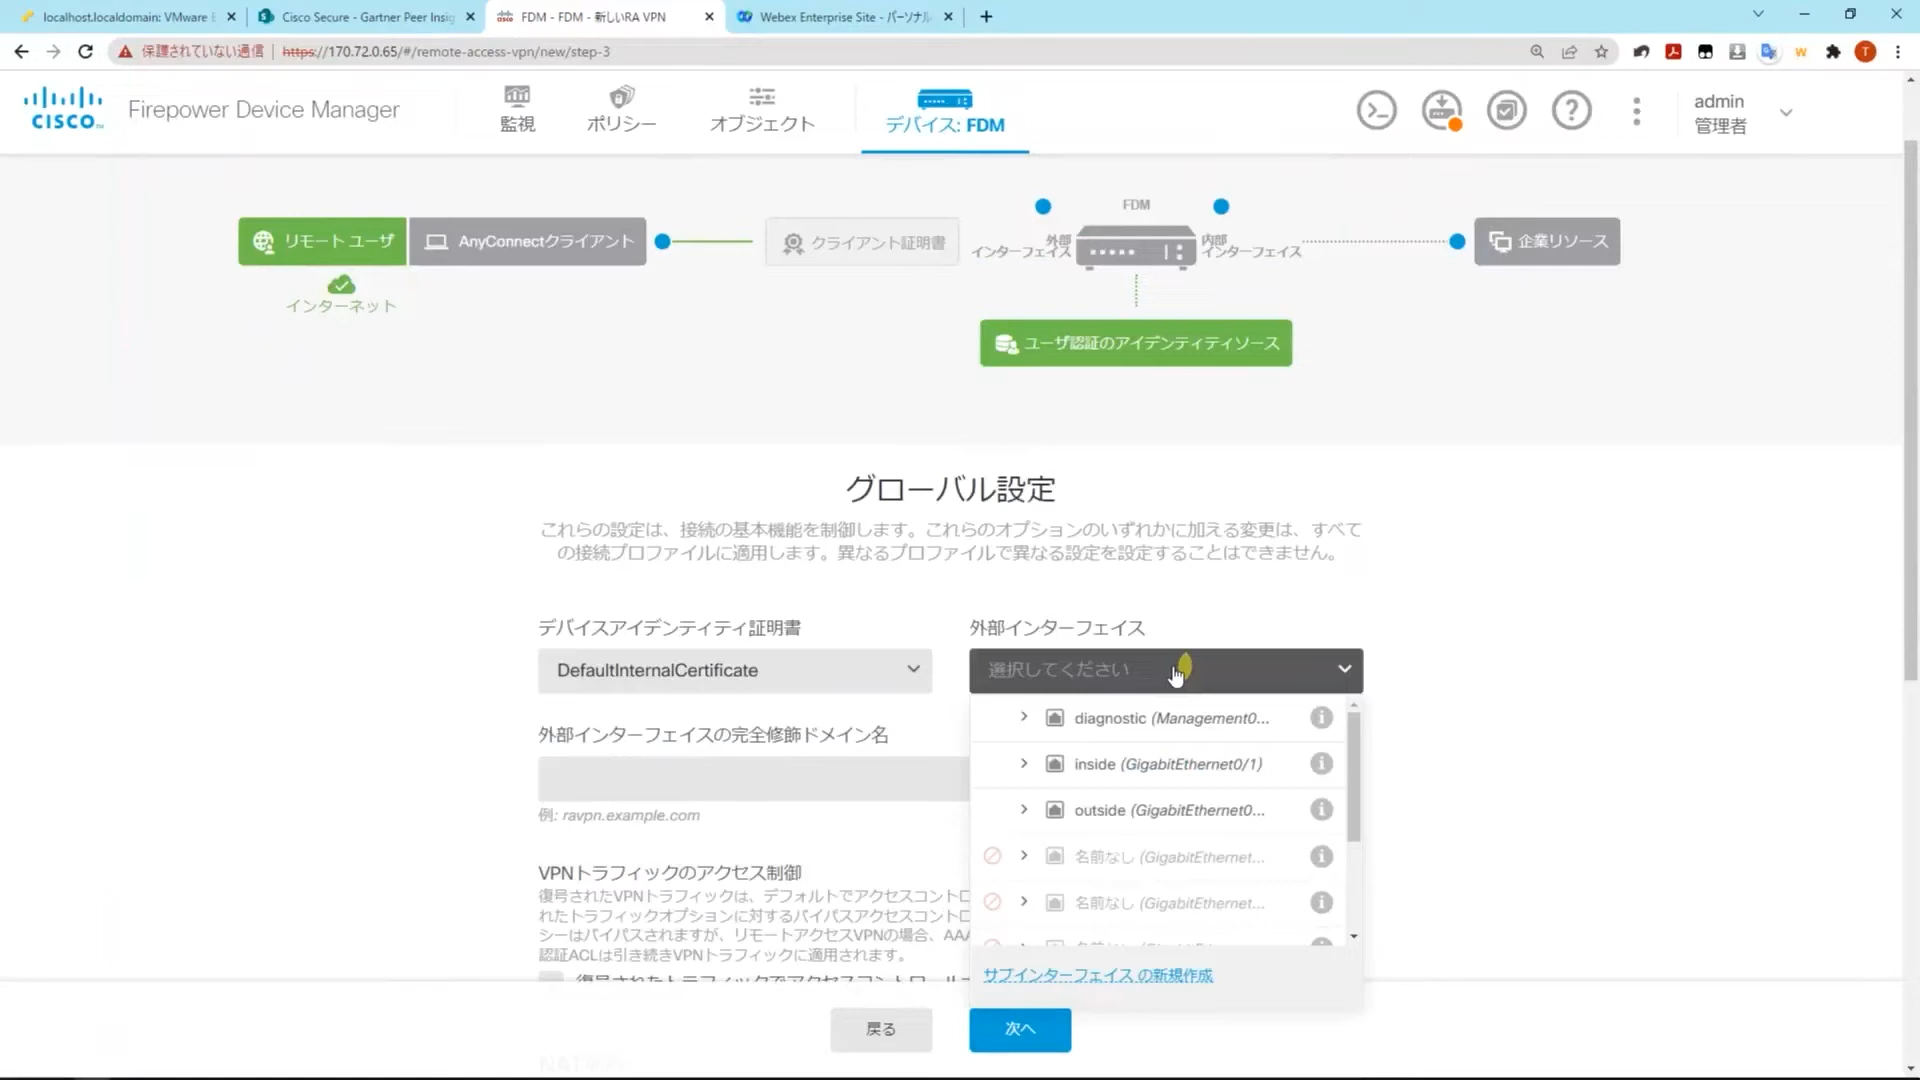 localhost.localdomain: VMware
Cisco Secure - Gartner Peer Insig
FDM - FDM - 新しいRA VPN
Webex Enterprise Site - パーソナル
保護されていない通信
https://170.72.0.65/#/remote-access-vpn/new/step-3
W
T
CISCO
Firepower Device Manager
監視
ポリシー
オブジェクト
デバイス: FDM
admin
管理者
リモート ユーザ
AnyConnectクライアント
クライアント証明書
外部
インターフェイス
FDM
内部
インターフェイス
企業リソース
インターネット
ユーザ認証のアイデンティティソース
グローバル設定
これらの設定は、接続の基本機能を制御します。これらのオプションのいずれかに加える変更は、すべて
の接続プロファイルに適用します。異なるプロファイルで異なる設定を設定することはできません。
デバイスアイデンティティ証明書
DefaultInternalCertificate
外部インターフェイス
選択してください
diagnostic (Management0...
inside (GigabitEthernet0/1)
outside (GigabitEthernet0...
名前なし (GigabitEthernet...
名前なし (GigabitEthernet...
サブインターフェイス の新規作成
外部インターフェイスの完全修飾ドメイン名
例: ravpn.example.com
VPNトラフィックのアクセス制御
復号されたVPNトラフィックは、デフォルトでアクセスコントロ
れたトラフィックオプションに対するバイパスアクセスコントロ
シーはバイパスされますが、リモートアクセスVPNの場合、AAA
認証ACLは引き続きVPNトラフィックに適用されます。
戻る
次へ